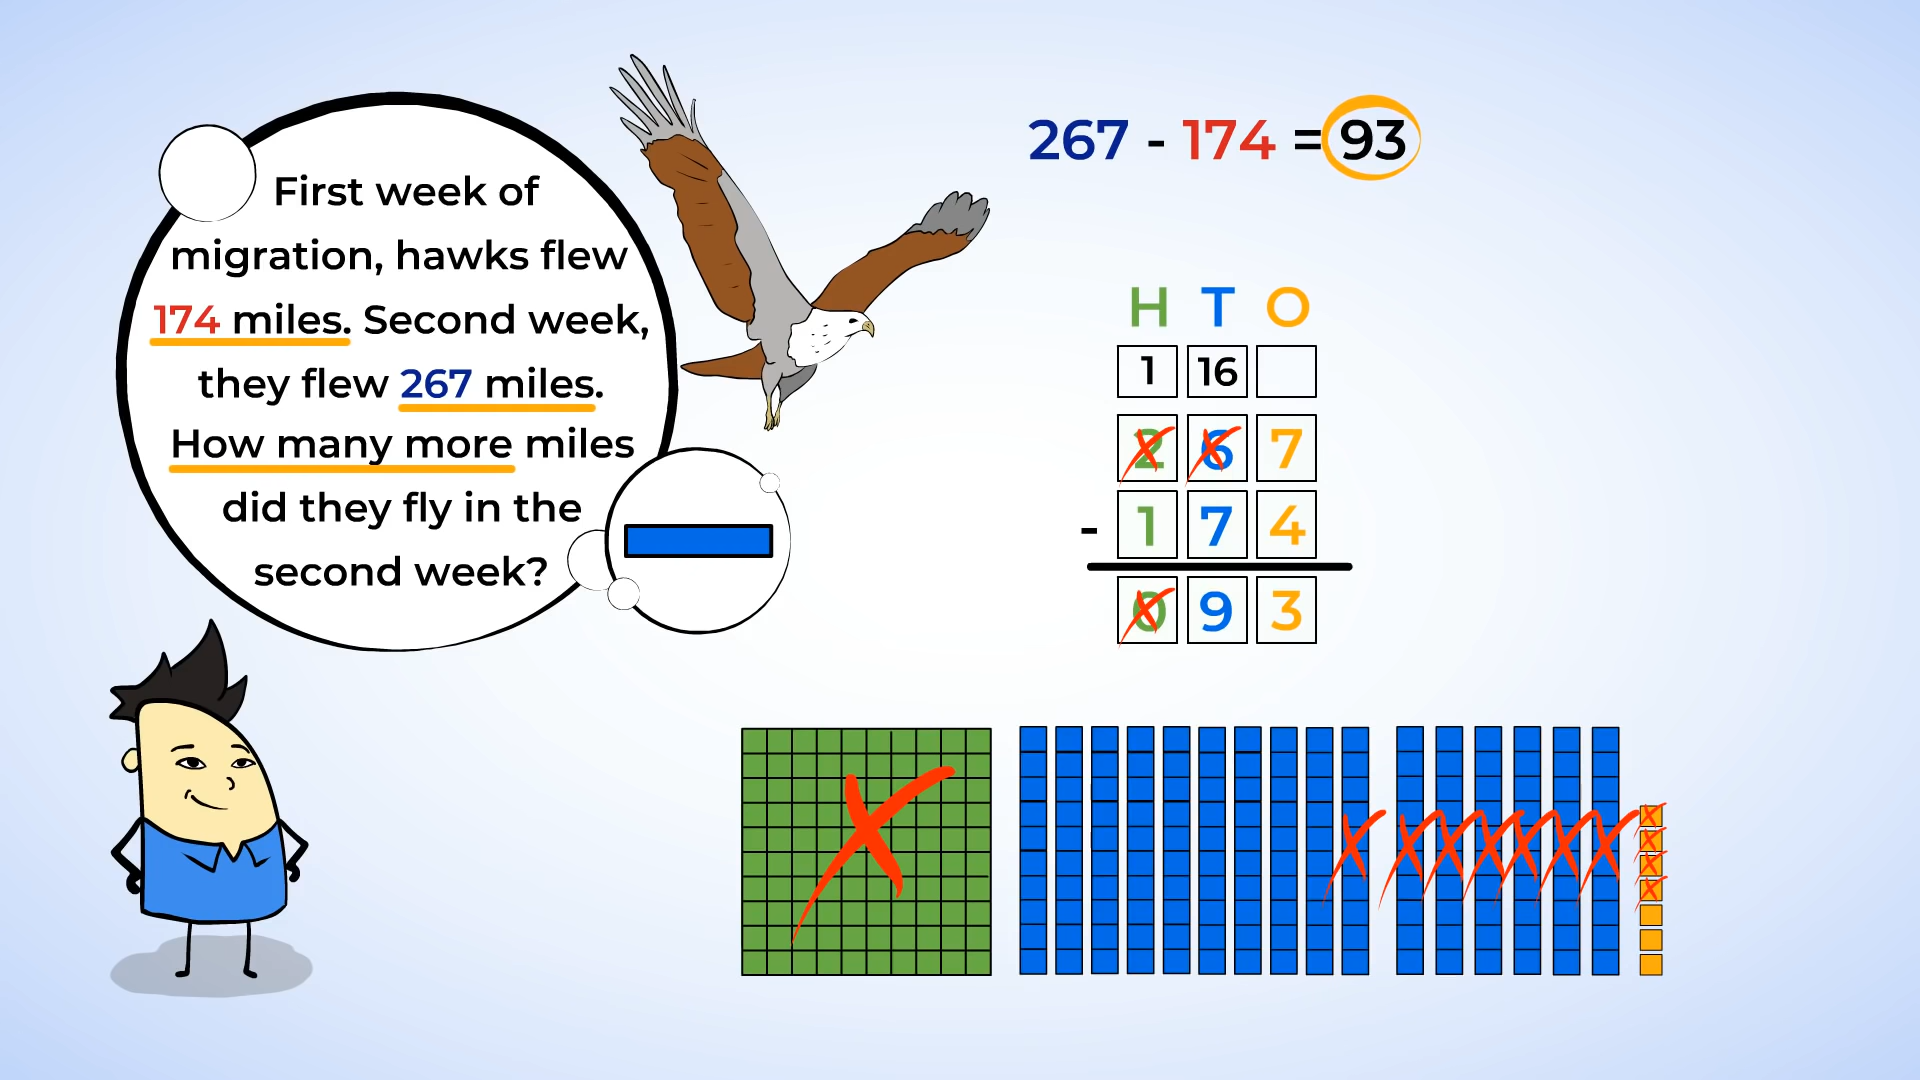 First week of
migration, hawks flew
174 miles. Second week,
they flew 267 miles.
How many more miles
did they fly in the
second week?
267 - 174 = 93
H T O
1 16
2 6 7
- 1 7 4
0 9 3